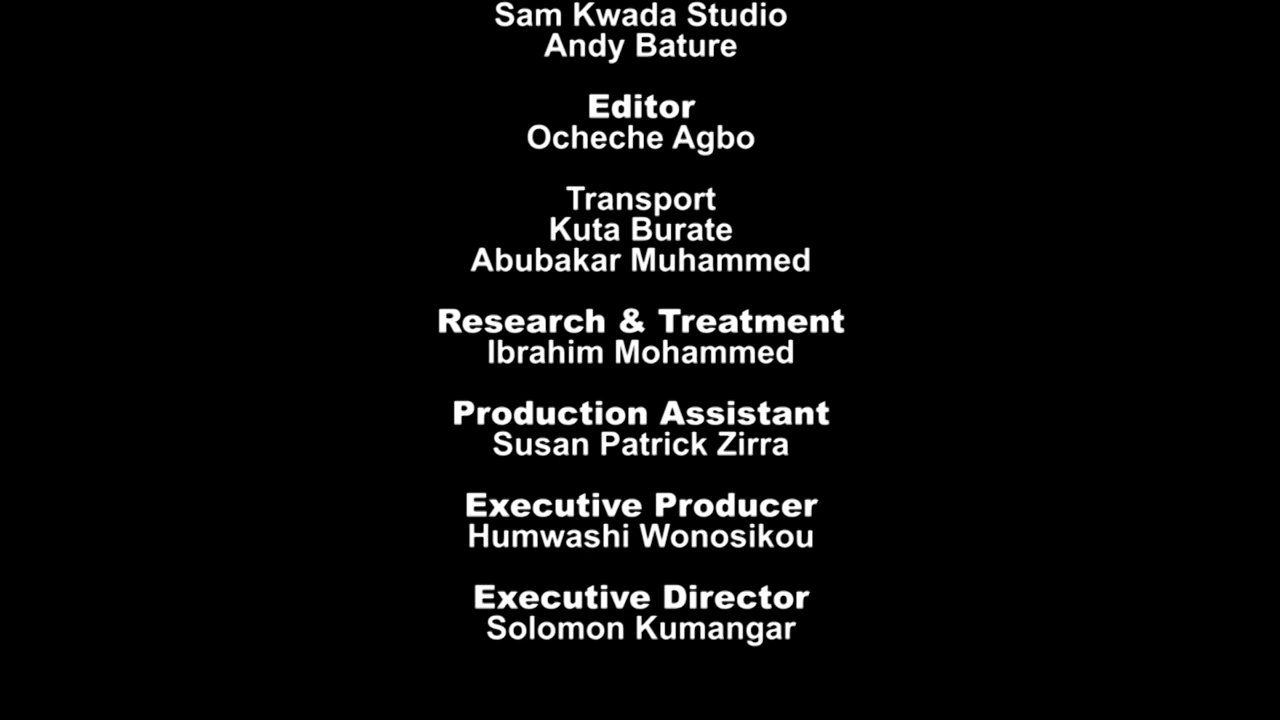 Sam Kwada Studio
Andy Bature
Editor
Ocheche Agbo
Transport
Kuta Burate
Abubakar Muhammed
Research & Treatment
Ibrahim Mohammed
Production Assistant
Susan Patrick Zirra
Executive Producer
Humwashi Wonosikou
Executive Director
Solomon Kumangar